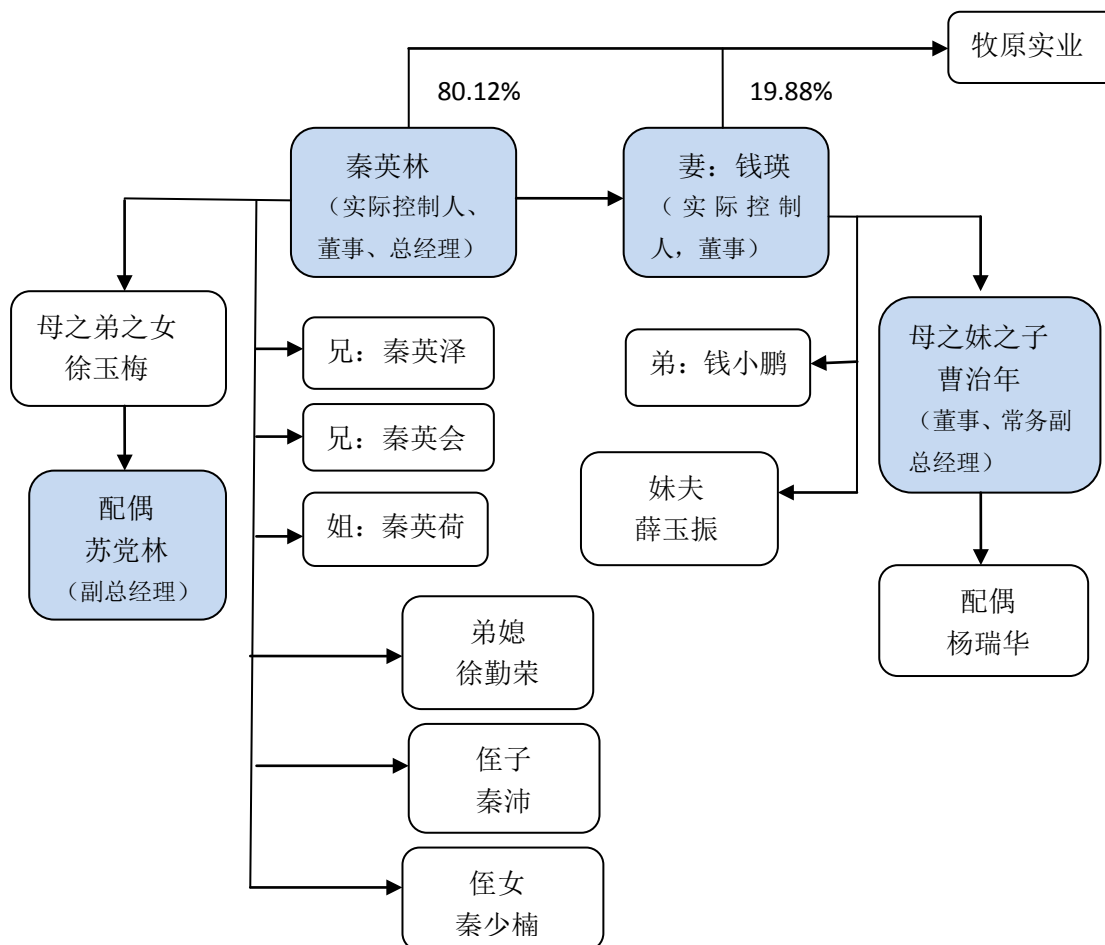 牧原实业
80.12%
19.88%
秦英林
（实际控制人、
董事、总经理）
妻：钱瑛
（实际控制
人，董事）
母之弟之女
徐玉梅
兄：秦英泽
弟：钱小鹏
母之妹之子
曹治年
（董事、常务副
总经理）
兄：秦英会
配偶
苏党林
（副总经理）
姐：秦英荷
妹夫
薛玉振
配偶
杨瑞华
弟媳
徐勤荣
侄子
秦沛
侄女
秦少楠